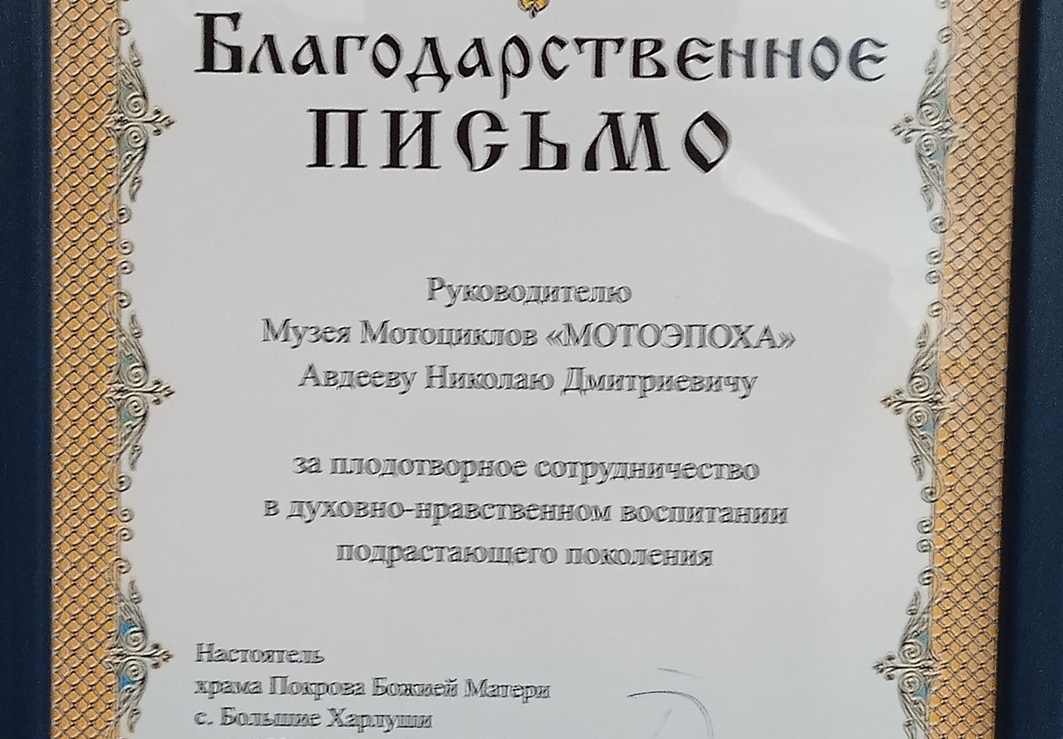 Благодарственное
ПИСЬМО
Руководителю
Музея Мотоциклов «МОТОЭПОХА»
Авдееву Николаю Дмитриевичу
за плодотворное сотрудничество
в духовно-нравственном воспитании
подрастающего поколения
Настоятель
храма Покрова Божией Матери
с. Большие Харлуши